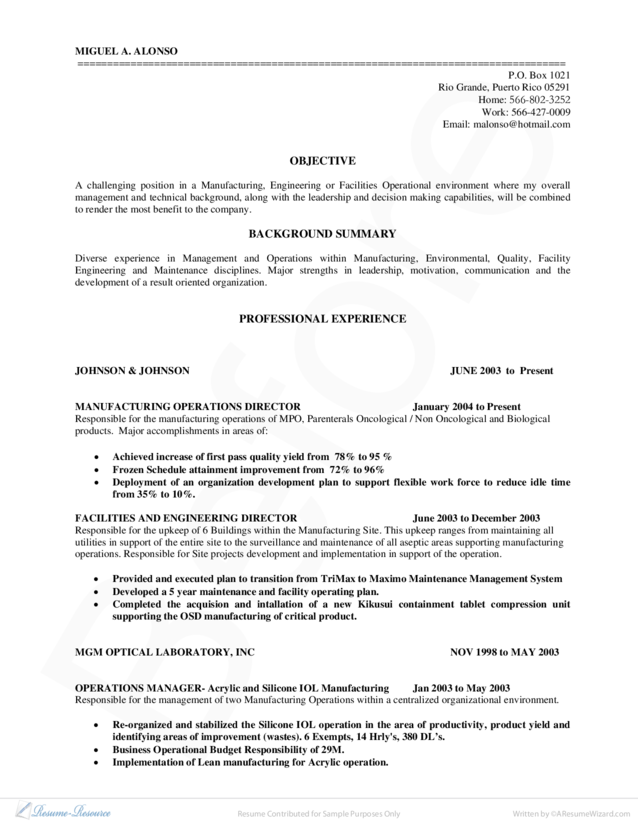 MIGUEL A. ALONSO
==================================================================================
P.O. Box 1021
Rio Grande, Puerto Rico 05291
Home: 566-802-3252
Work: 566-427-0009
Email: malonso@hotmail.com
OBJECTIVE
A challenging position in a Manufacturing, Engineering or Facilities Operational environment where my overall
management and technical background, along with the leadership and decision making capabilities, will be combined
to render the most benefit to the company.
BACKGROUND SUMMARY
Diverse experience in Management and Operations within Manufacturing, Environmental, Quality, Facility
Engineering and Maintenance disciplines. Major strengths in leadership, motivation, communication and the
development of a result oriented organization.
PROFESSIONAL EXPERIENCE
JOHNSON & JOHNSON JUNE 2003 to Present
MANUFACTURING OPERATIONS DIRECTOR January 2004 to Present
Responsible for the manufacturing operations of MPO, Parenterals Oncological / Non Oncological and Biological
products. Major accomplishments in areas of:
• Achieved increase of first pass quality yield from 78% to 95 %
• Frozen Schedule attainment improvement from 72% to 96%
• Deployment of an organization development plan to support flexible work force to reduce idle time
from 35% to 10%.
FACILITIES AND ENGINEERING DIRECTOR June 2003 to December 2003
Responsible for the upkeep of 6 Buildings within the Manufacturing Site. This upkeep ranges from maintaining all
utilities in support of the entire site to the surveillance and maintenance of all aseptic areas supporting manufacturing
operations. Responsible for Site projects development and implementation in support of the operation.
• Provided and executed plan to transition from TriMax to Maximo Maintenance Management System
• Developed a 5 year maintenance and facility operating plan.
• Completed the acquision and intallation of a new Kikusui containment tablet compression unit
supporting the OSD manufacturing of critical product.
MGM OPTICAL LABORATORY, INC NOV 1998 to MAY 2003
OPERATIONS MANAGER- Acrylic and Silicone IOL Manufacturing Jan 2003 to May 2003
Responsible for the management of two Manufacturing Operations within a centralized organizational environment.
• Re-organized and stabilized the Silicone IOL operation in the area of productivity, product yield and
identifying areas of improvement (wastes). 6 Exempts, 14 Hrly's, 380 DL's.
• Business Operational Budget Responsibility of 29M.
• Implementation of Lean manufacturing for Acrylic operation.
Before
Resume-Resource Resume Contributed for Sample Purposes Only Written by ©AResumeWizard.com